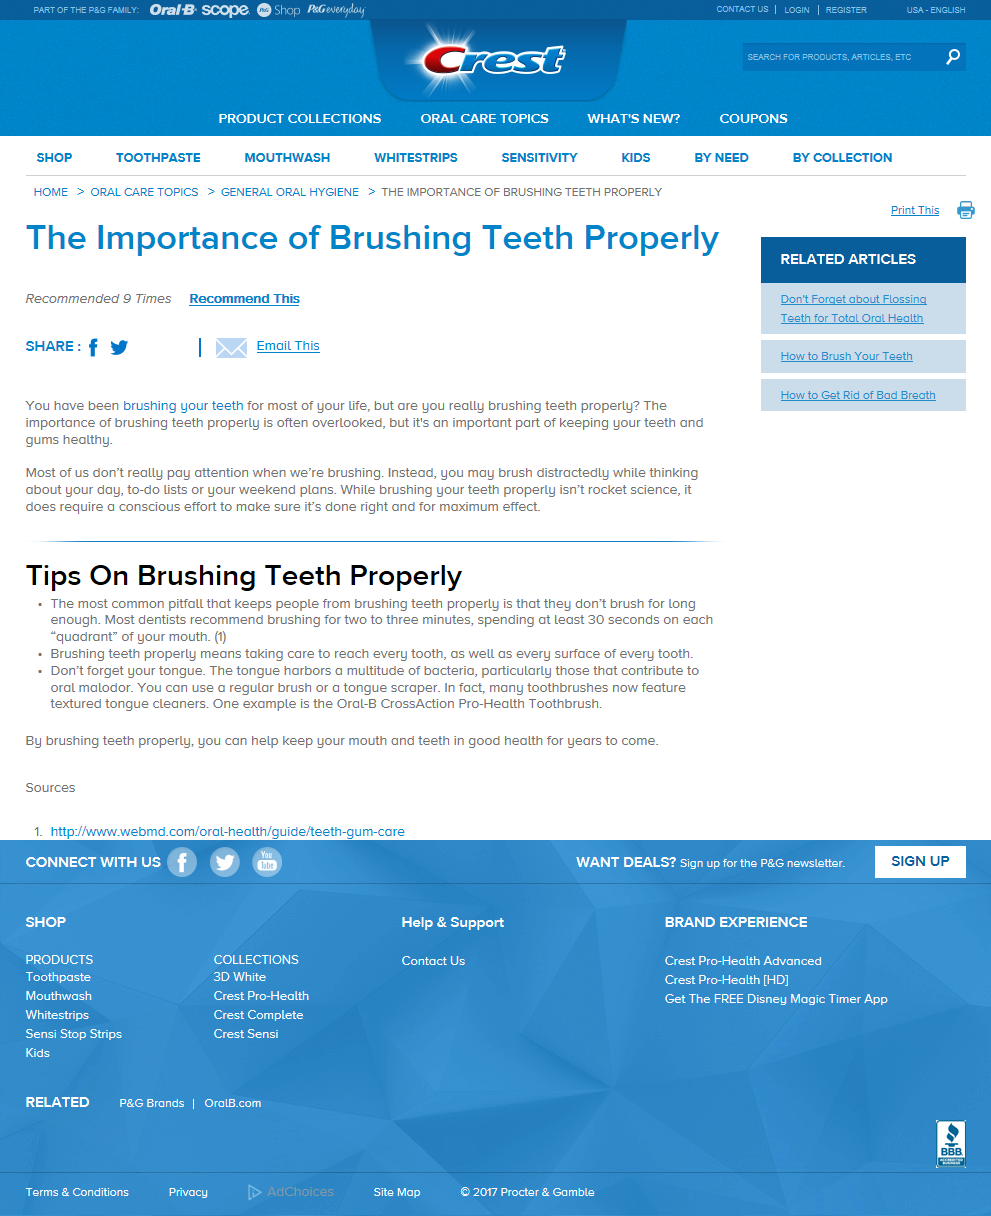 PART OF THE P&G FAMILY: Oral-B scope P&G Shop P&Geveryday
CONTACT US | LOGIN | REGISTER USA - ENGLISH
Crest
SEARCH FOR PRODUCTS, ARTICLES, ETC
PRODUCT COLLECTIONS ORAL CARE TOPICS WHAT'S NEW? COUPONS
SHOP TOOTHPASTE MOUTHWASH WHITESTRIPS SENSITIVITY KIDS BY NEED BY COLLECTION
HOME > ORAL CARE TOPICS > GENERAL ORAL HYGIENE > THE IMPORTANCE OF BRUSHING TEETH PROPERLY
Print This
The Importance of Brushing Teeth Properly
Recommended 9 Times Recommend This
SHARE : Email This
RELATED ARTICLES
Don't Forget about Flossing
Teeth for Total Oral Health
How to Brush Your Teeth
How to Get Rid of Bad Breath
You have been brushing your teeth for most of your life, but are you really brushing teeth properly? The
importance of brushing teeth properly is often overlooked, but it's an important part of keeping your teeth and
gums healthy.
Most of us don't really pay attention when we're brushing. Instead, you may brush distractedly while thinking
about your day, to-do lists or your weekend plans. While brushing your teeth properly isn't rocket science, it
does require a conscious effort to make sure it's done right and for maximum effect.
Tips On Brushing Teeth Properly
• The most common pitfall that keeps people from brushing teeth properly is that they don't brush for long
enough. Most dentists recommend brushing for two to three minutes, spending at least 30 seconds on each
“quadrant” of your mouth. (1)
• Brushing teeth properly means taking care to reach every tooth, as well as every surface of every tooth.
• Don't forget your tongue. The tongue harbors a multitude of bacteria, particularly those that contribute to
oral malodor. You can use a regular brush or a tongue scraper. In fact, many toothbrushes now feature
textured tongue cleaners. One example is the Oral-B CrossAction Pro-Health Toothbrush.
By brushing teeth properly, you can help keep your mouth and teeth in good health for years to come.
Sources
1. http://www.webmd.com/oral-health/guide/teeth-gum-care
CONNECT WITH US You Tube
WANT DEALS? Sign up for the P&G newsletter. SIGN UP
SHOP
PRODUCTS
Toothpaste
Mouthwash
Whitestrips
Sensi Stop Strips
Kids
COLLECTIONS
3D White
Crest Pro-Health
Crest Complete
Crest Sensi
Help & Support
Contact Us
BRAND EXPERIENCE
Crest Pro-Health Advanced
Crest Pro-Health [HD]
Get The FREE Disney Magic Timer App
RELATED P&G Brands | OralB.com
BBB
ACCREDITED
BUSINESS
Terms & Conditions Privacy AdChoices Site Map © 2017 Procter & Gamble